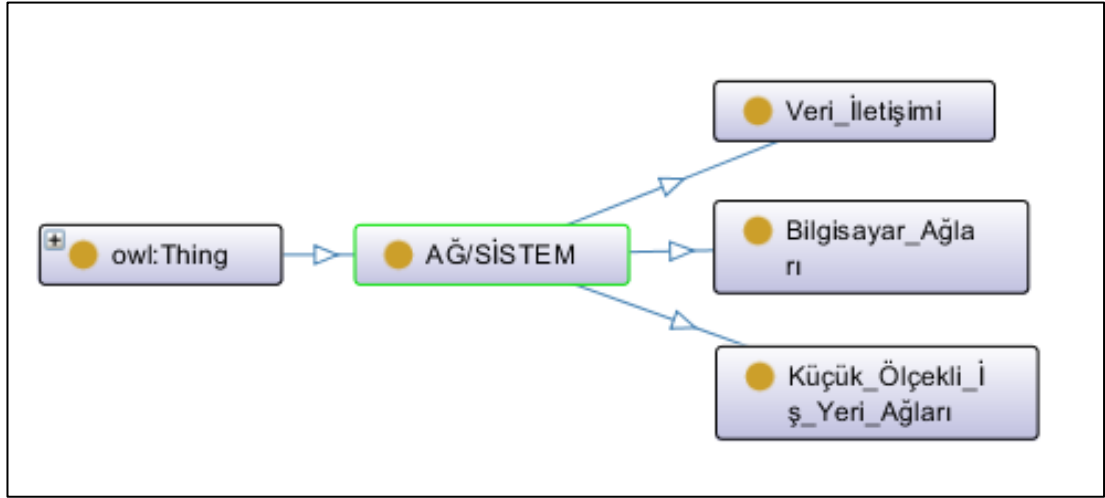 owl:Thing
AĞ/SİSTEM
Veri_İletişimi
Bilgisayar_Ağla
rı
Küçük_Ölçekli_İ
ş_Yeri_Ağları